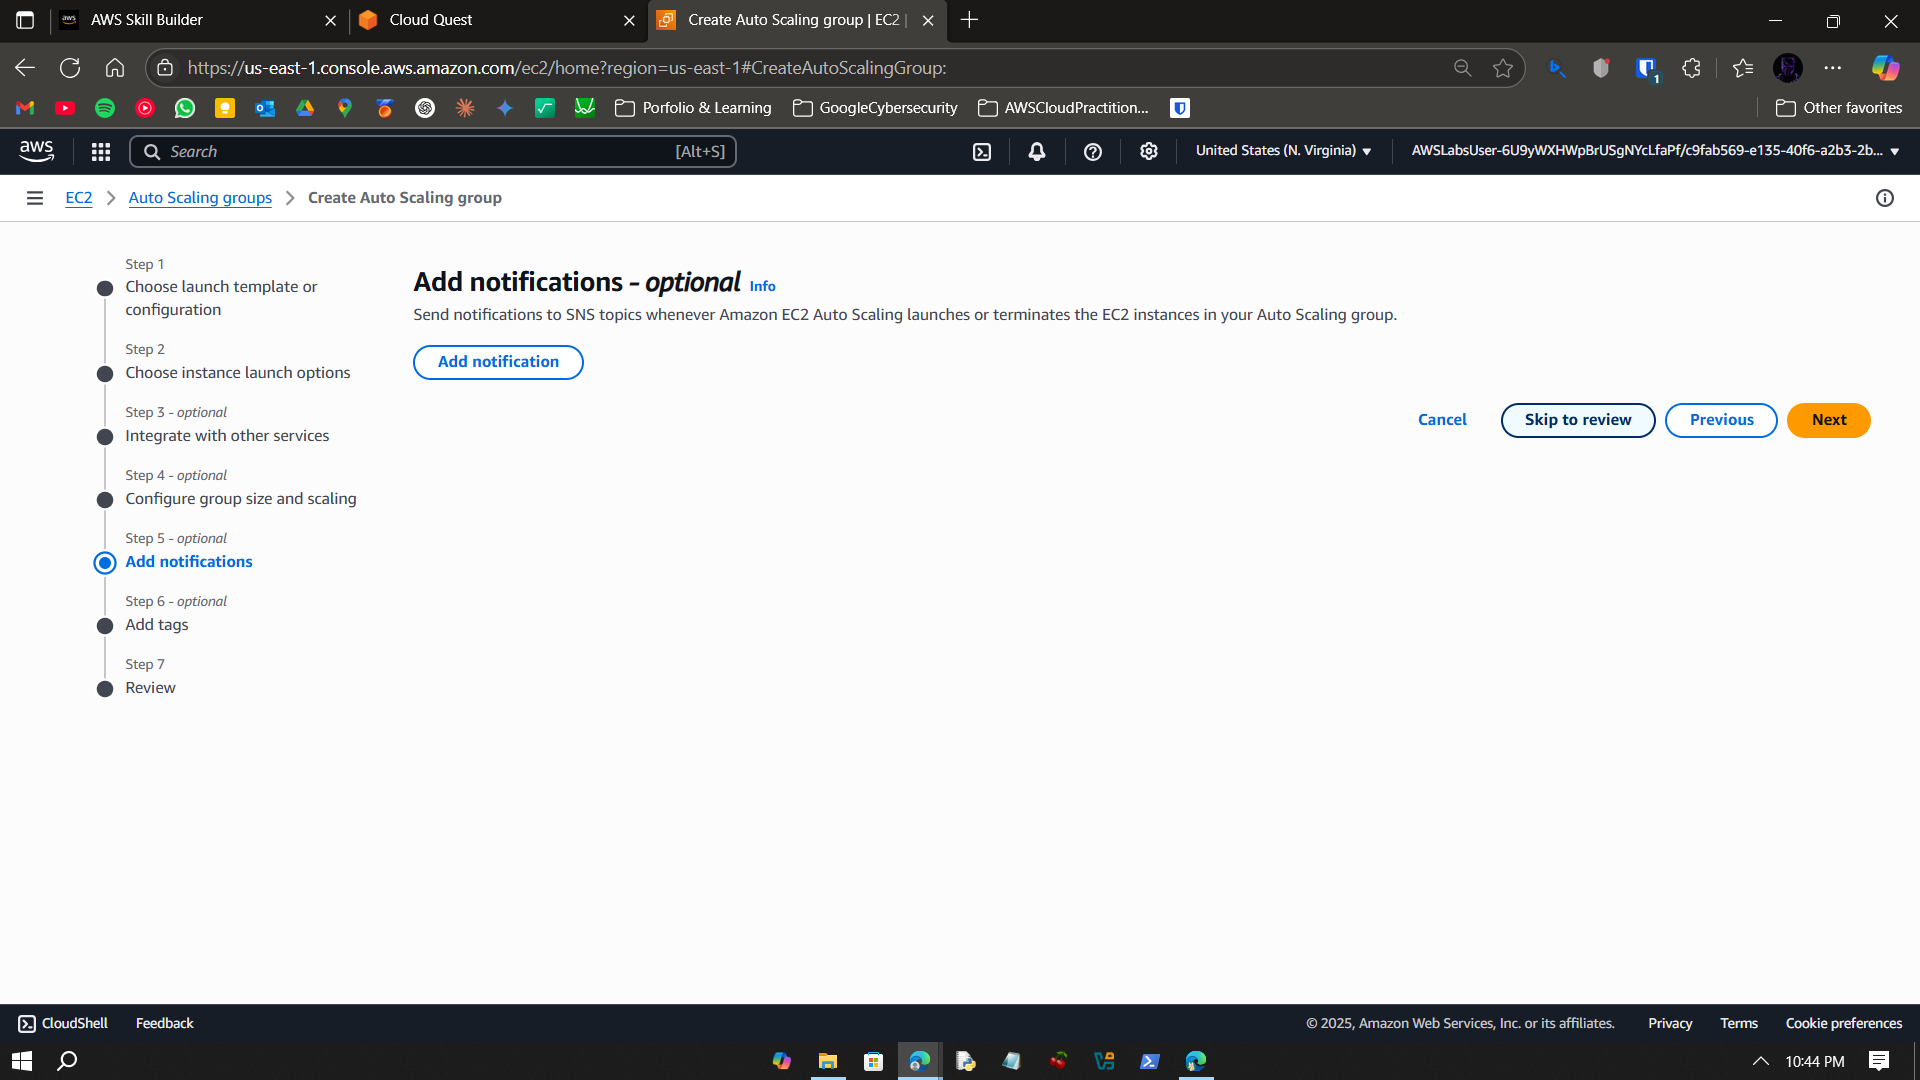 AWS Skill Builder
Cloud Quest
Create Auto Scaling group | EC2 |
https://us-east-1.console.aws.amazon.com/ec2/home?region=us-east-1#CreateAutoScalingGroup:
1
Porfolio & Learning
GoogleCybersecurity
AWSCloudPractition...
Other favorites
aws
Search
[Alt+S]
United States (N. Virginia)
AWSLabsUser-6U9yWXHWpBrUSgNYcLfaPf/c9fab569-e135-40f6-a2b3-2b...
EC2
Auto Scaling groups
Create Auto Scaling group
Step 1
Choose launch template or
configuration
Step 2
Choose instance launch options
Step 3 - optional
Integrate with other services
Step 4 - optional
Configure group size and scaling
Step 5 - optional
Add notifications
Step 6 - optional
Add tags
Step 7
Review
Add notifications - optional Info
Send notifications to SNS topics whenever Amazon EC2 Auto Scaling launches or terminates the EC2 instances in your Auto Scaling group.
Add notification
Cancel
Skip to review
Previous
Next
CloudShell
Feedback
© 2025, Amazon Web Services, Inc. or its affiliates.
Privacy
Terms
Cookie preferences
10:44 PM